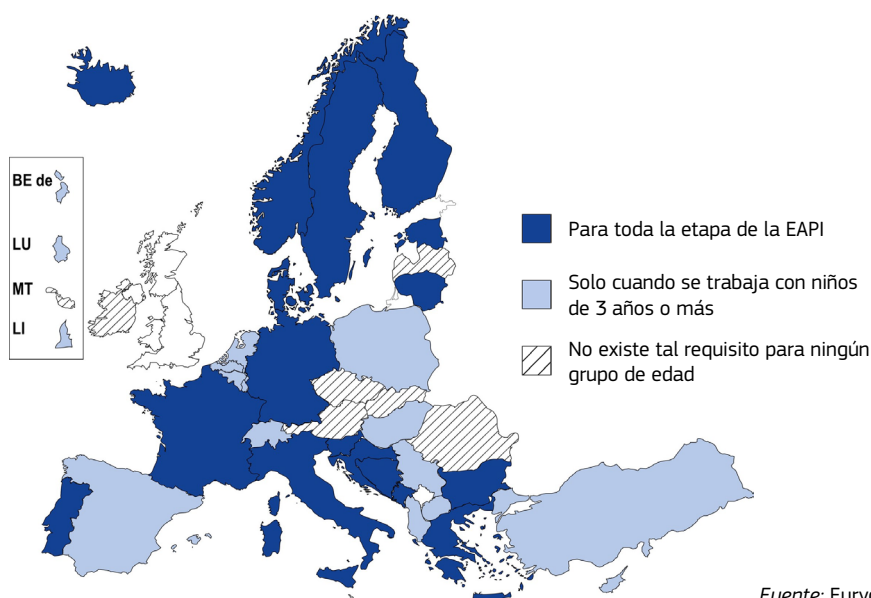 BE de
LU
MT
LI
Para toda la etapa de la EAPI
Solo cuando se trabaja con niños
de 3 años o más
No existe tal requisito para ningún
grupo de edad
Fuente: